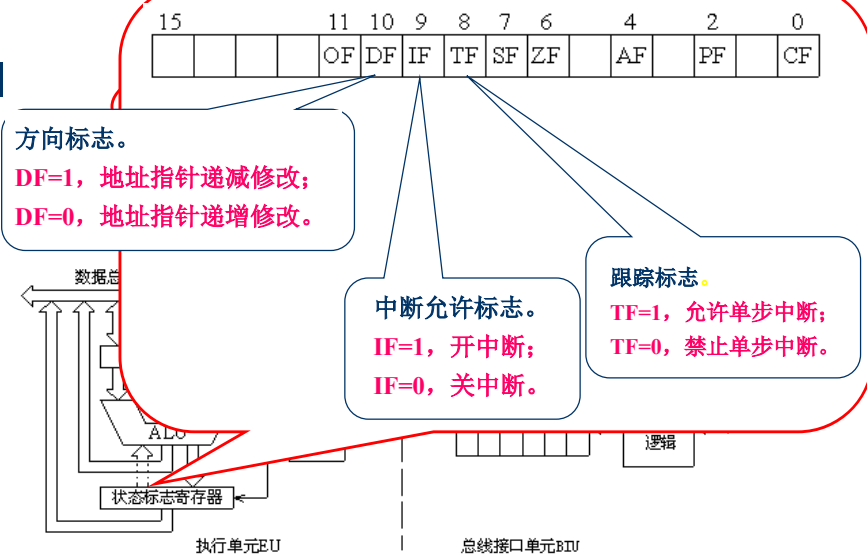 15 11 10 9 8 7 6 4 2 0
OF DF IF TF SF ZF AF PF CF
方向标志。
DF=1，地址指针递减修改；
DF=0，地址指针递增修改。
跟踪标志。
TF=1，允许单步中断；
TF=0，禁止单步中断。
中断允许标志。
IF=1，开中断；
IF=0，关中断。
数据总
ALU
逻辑
状态标志寄存器
执行单元EU
总线接口单元BIU